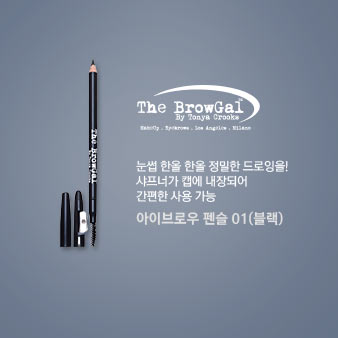 The BrowGal
By Tonya Crooks
MakeUp . Eyebrows . Los Angelos . Milano
눈썹 한올 한올 정밀한 드로잉을!
샤프너가 캡에 내장되어
간편한 사용 가능
아이브로우 펜슬 01(블랙)
The BrowGal